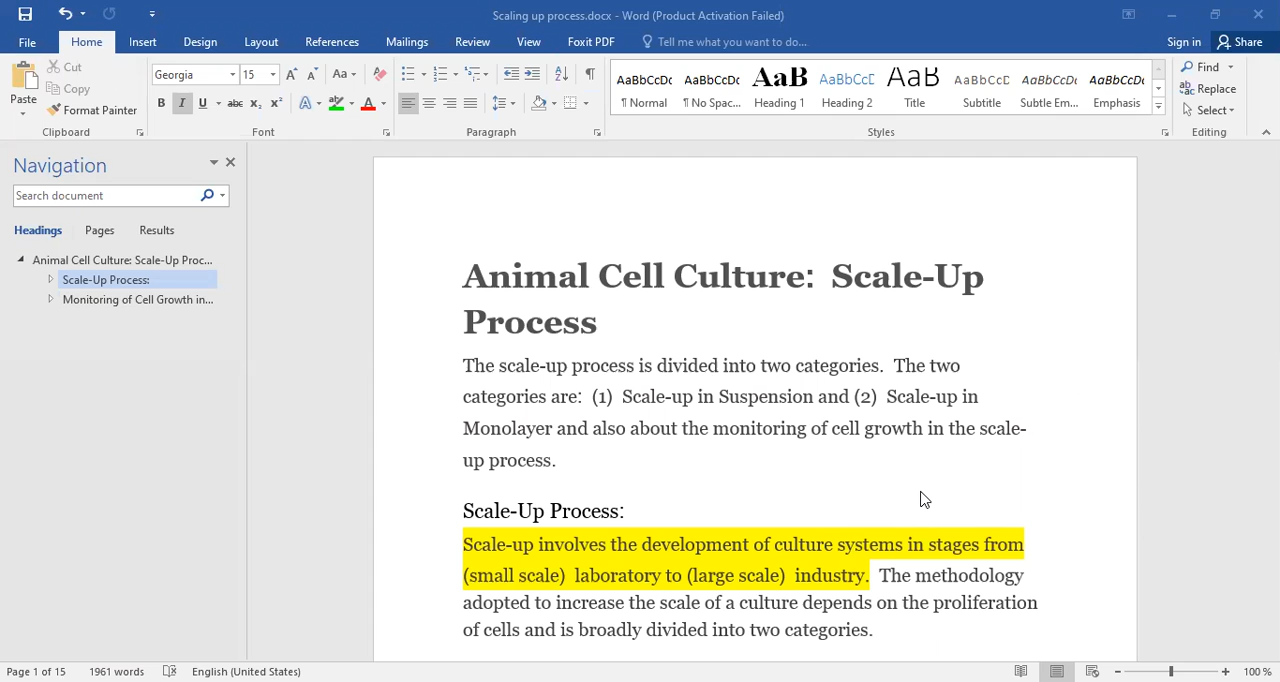 Scaling up process.docx - Word (Product Activation Failed)
File Home Insert Design Layout References Mailings Review View Foxit PDF Tell me what you want to do... Sign in Share
Paste
Cut
Copy
Format Painter
Clipboard
Georgia 15
Aa
B I U abc X₂ X² A A
Font
Paragraph
AaBbCcDc AaBbCcDc AaB AaBbCcD AaB AaBbCcD AaBbCcDc AaBbCcDc
¶ Normal ¶ No Spac... Heading 1 Heading 2 Title Subtitle Subtle Em... Emphasis
Styles
Find
Replace
Select
Editing
Navigation
Search document
Headings Pages Results
Animal Cell Culture: Scale-Up Proc...
Scale-Up Process:
Monitoring of Cell Growth in...
Animal Cell Culture: Scale-Up
Process
The scale-up process is divided into two categories. The two
categories are: (1) Scale-up in Suspension and (2) Scale-up in
Monolayer and also about the monitoring of cell growth in the scale-
up process.
Scale-Up Process:
Scale-up involves the development of culture systems in stages from
(small scale) laboratory to (large scale) industry. The methodology
adopted to increase the scale of a culture depends on the proliferation
of cells and is broadly divided into two categories.
Page 1 of 15 1961 words English (United States) 100 %